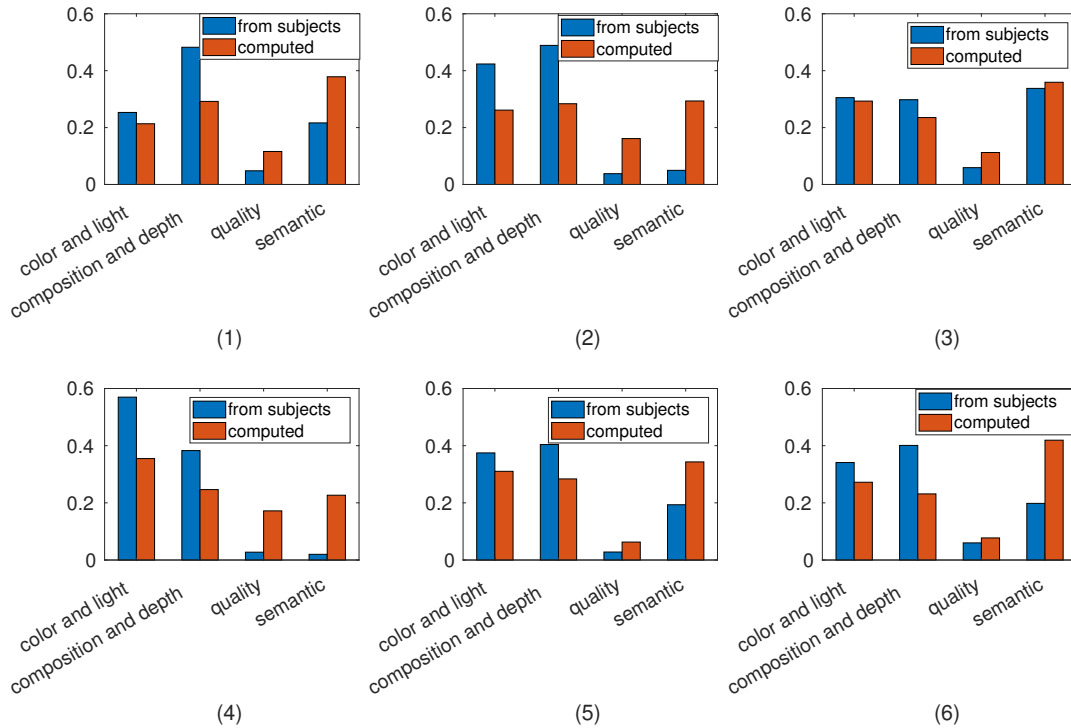 0.6
0.4
0.2
0
from subjects
computed
color and light
composition and depth
quality
semantic
(1)
0.6
0.4
0.2
0
from subjects
computed
color and light
composition and depth
quality
semantic
(2)
0.6
0.4
0.2
0
from subjects
computed
color and light
composition and depth
quality
semantic
(3)
0.6
0.4
0.2
0
from subjects
computed
color and light
composition and depth
quality
semantic
(4)
0.6
0.4
0.2
0
from subjects
computed
color and light
composition and depth
quality
semantic
(5)
0.6
0.4
0.2
0
from subjects
computed
color and light
composition and depth
quality
semantic
(6)